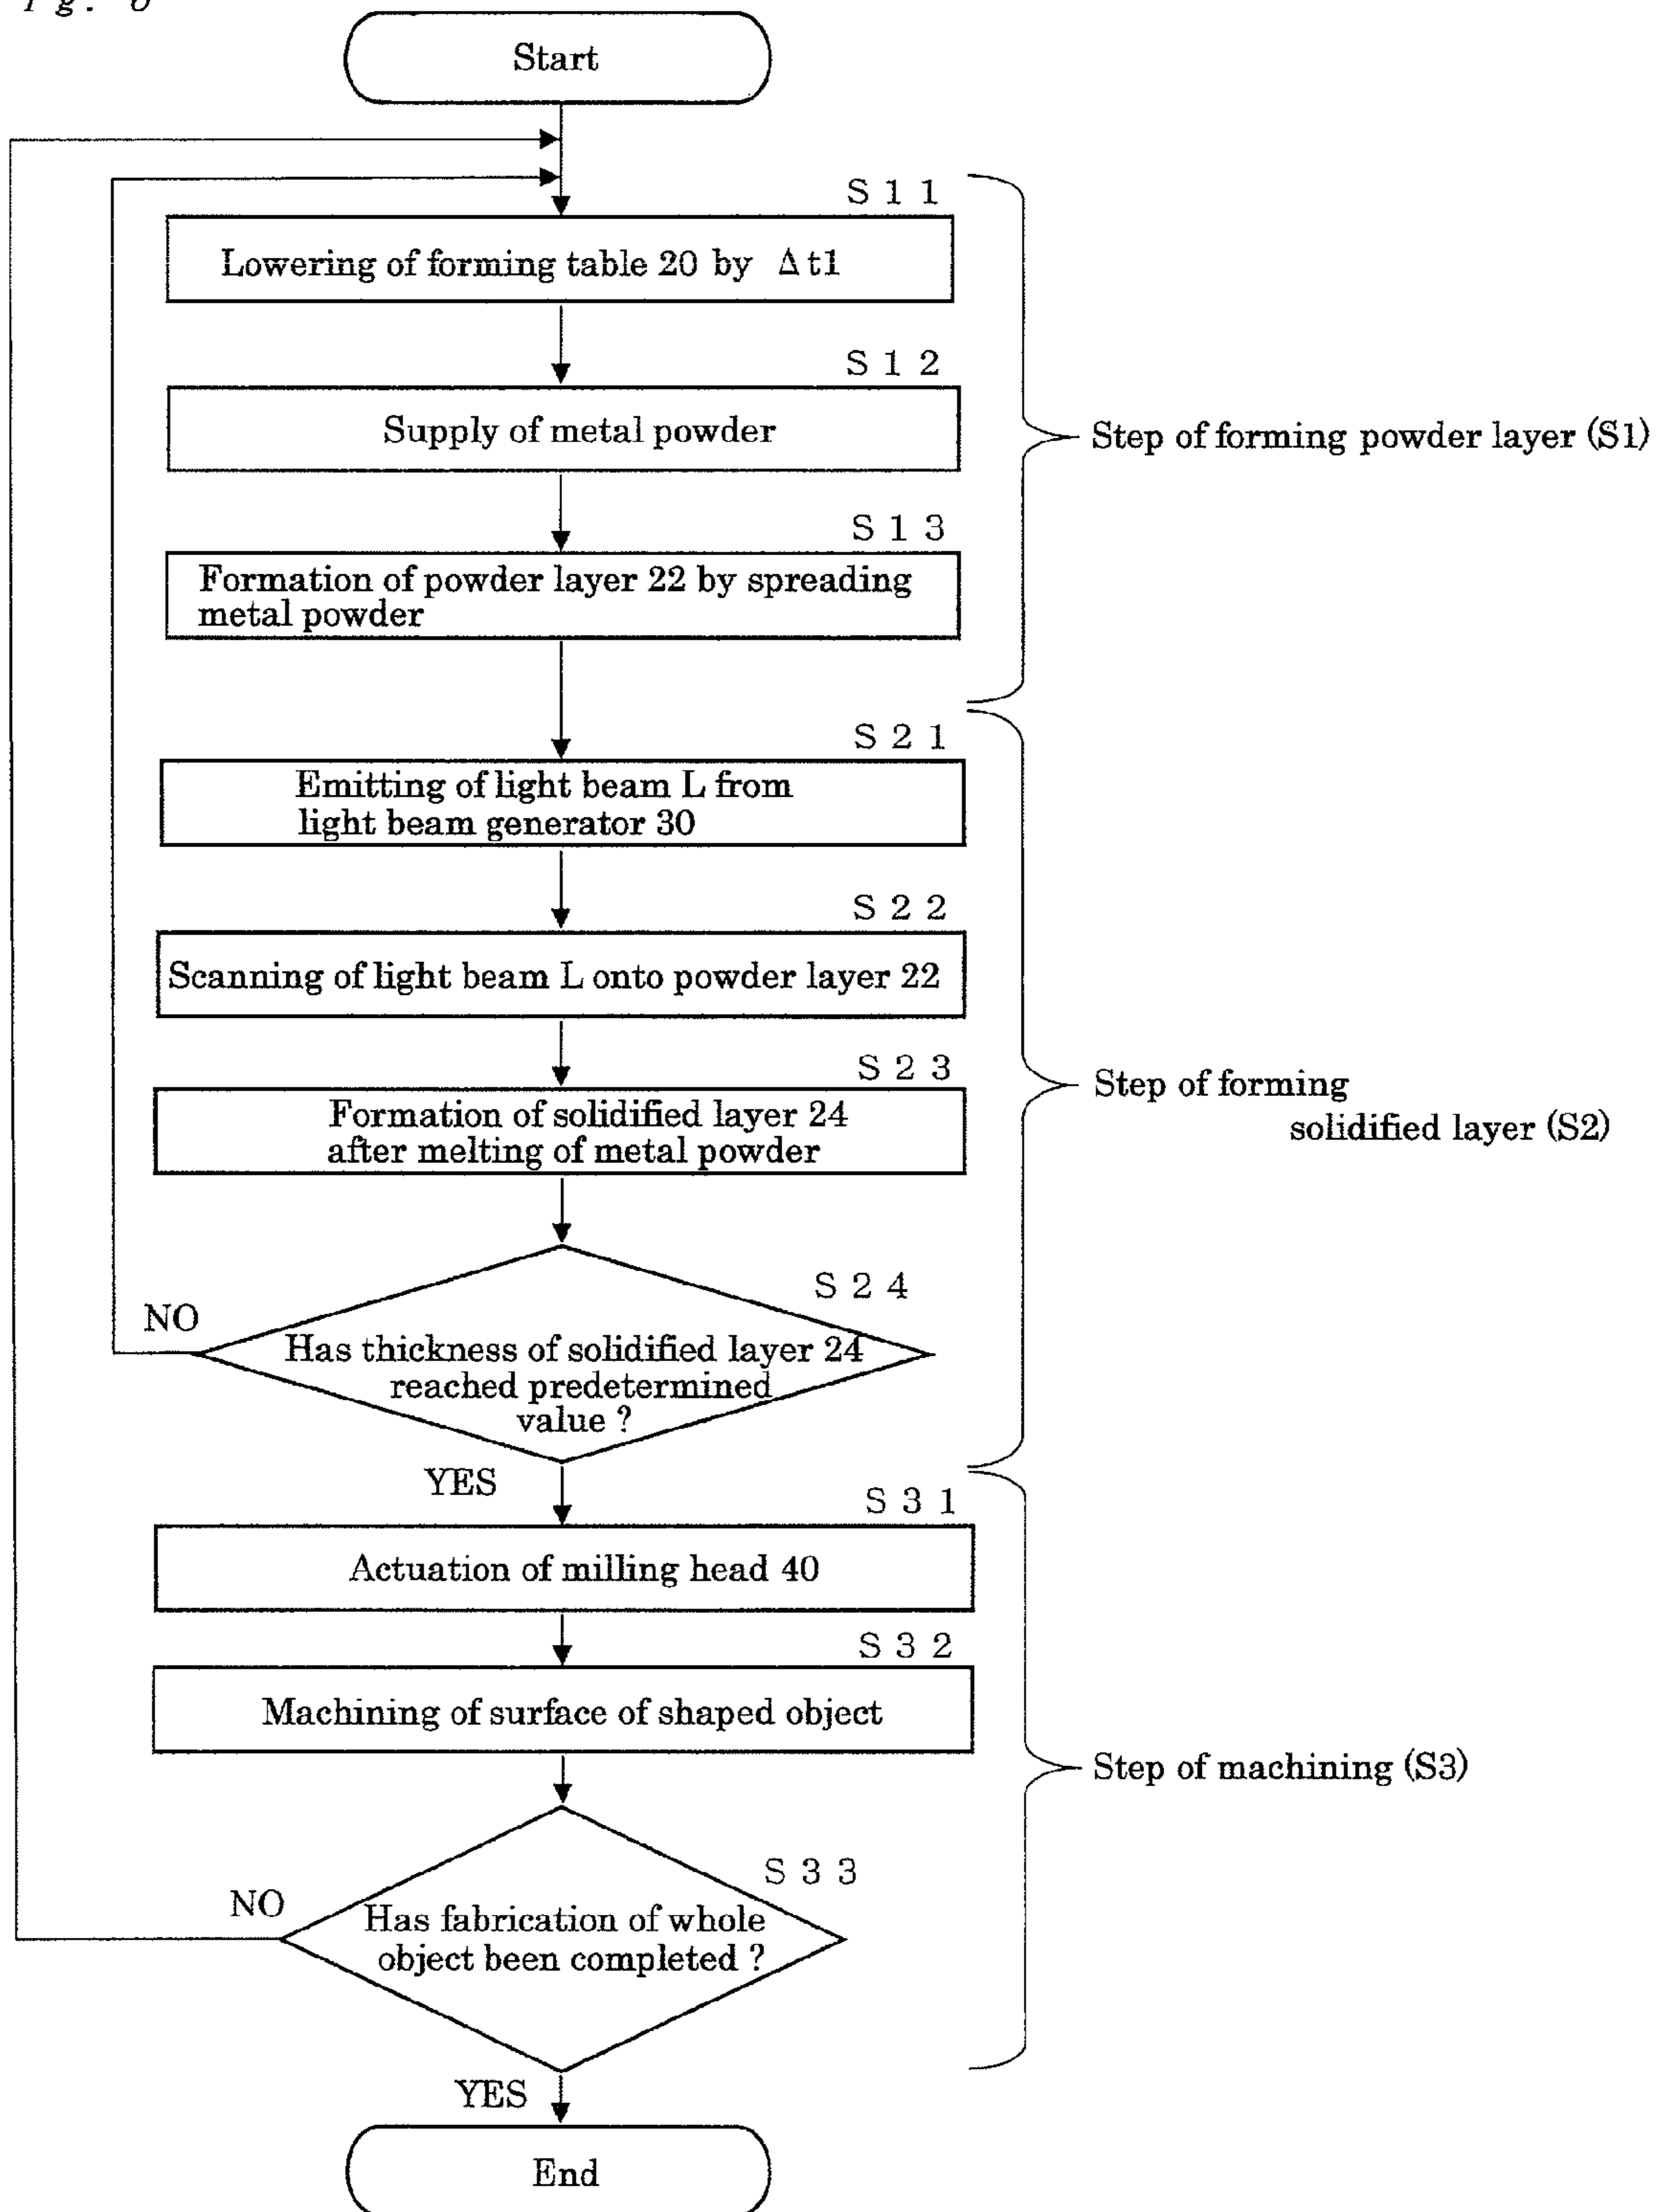 Start
S 1 1
Lowering of forming table 20 by Δt1
S 1 2
Supply of metal powder
S 1 3
Formation of powder layer 22 by spreading
metal powder
Step of forming powder layer (S1)
S 2 1
Emitting of light beam L from
light beam generator 30
S 2 2
Scanning of light beam L onto powder layer 22
S 2 3
Formation of solidified layer 24
after melting of metal powder
Step of forming
solidified layer (S2)
S 2 4
NO
Has thickness of solidified layer 24
reached predetermined
value ?
YES
S 3 1
Actuation of milling head 40
S 3 2
Machining of surface of shaped object
Step of machining (S3)
S 3 3
NO
Has fabrication of whole
object been completed ?
YES
End